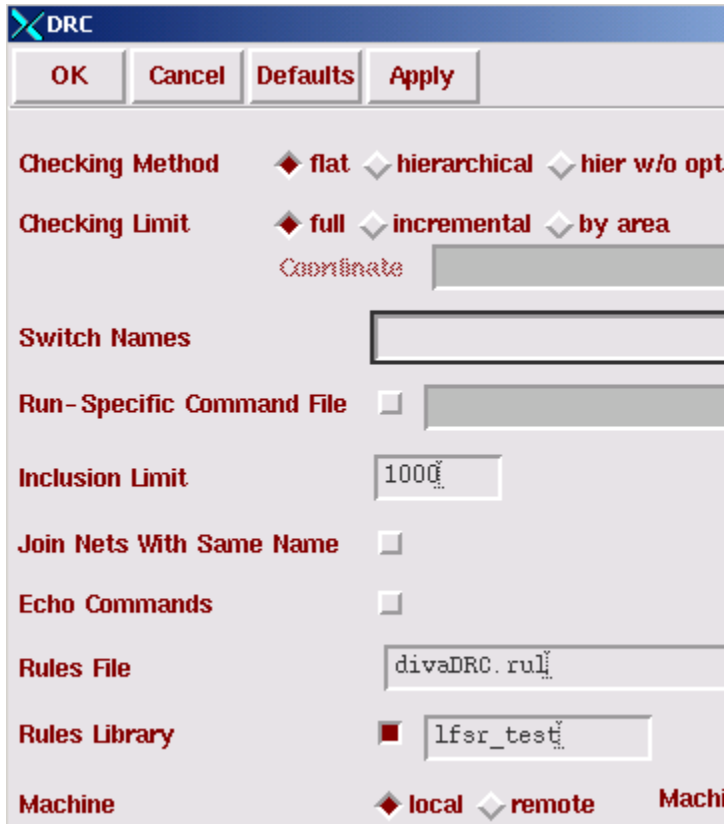 DRC
OK Cancel Defaults Apply
Checking Method flat hierarchical hier w/o opt
Checking Limit full incremental by area
Coordinate
Switch Names
Run-Specific Command File
Inclusion Limit 1000
Join Nets With Same Name
Echo Commands
Rules File divaDRC.rul
Rules Library lfsr_test
Machine local remote Machi